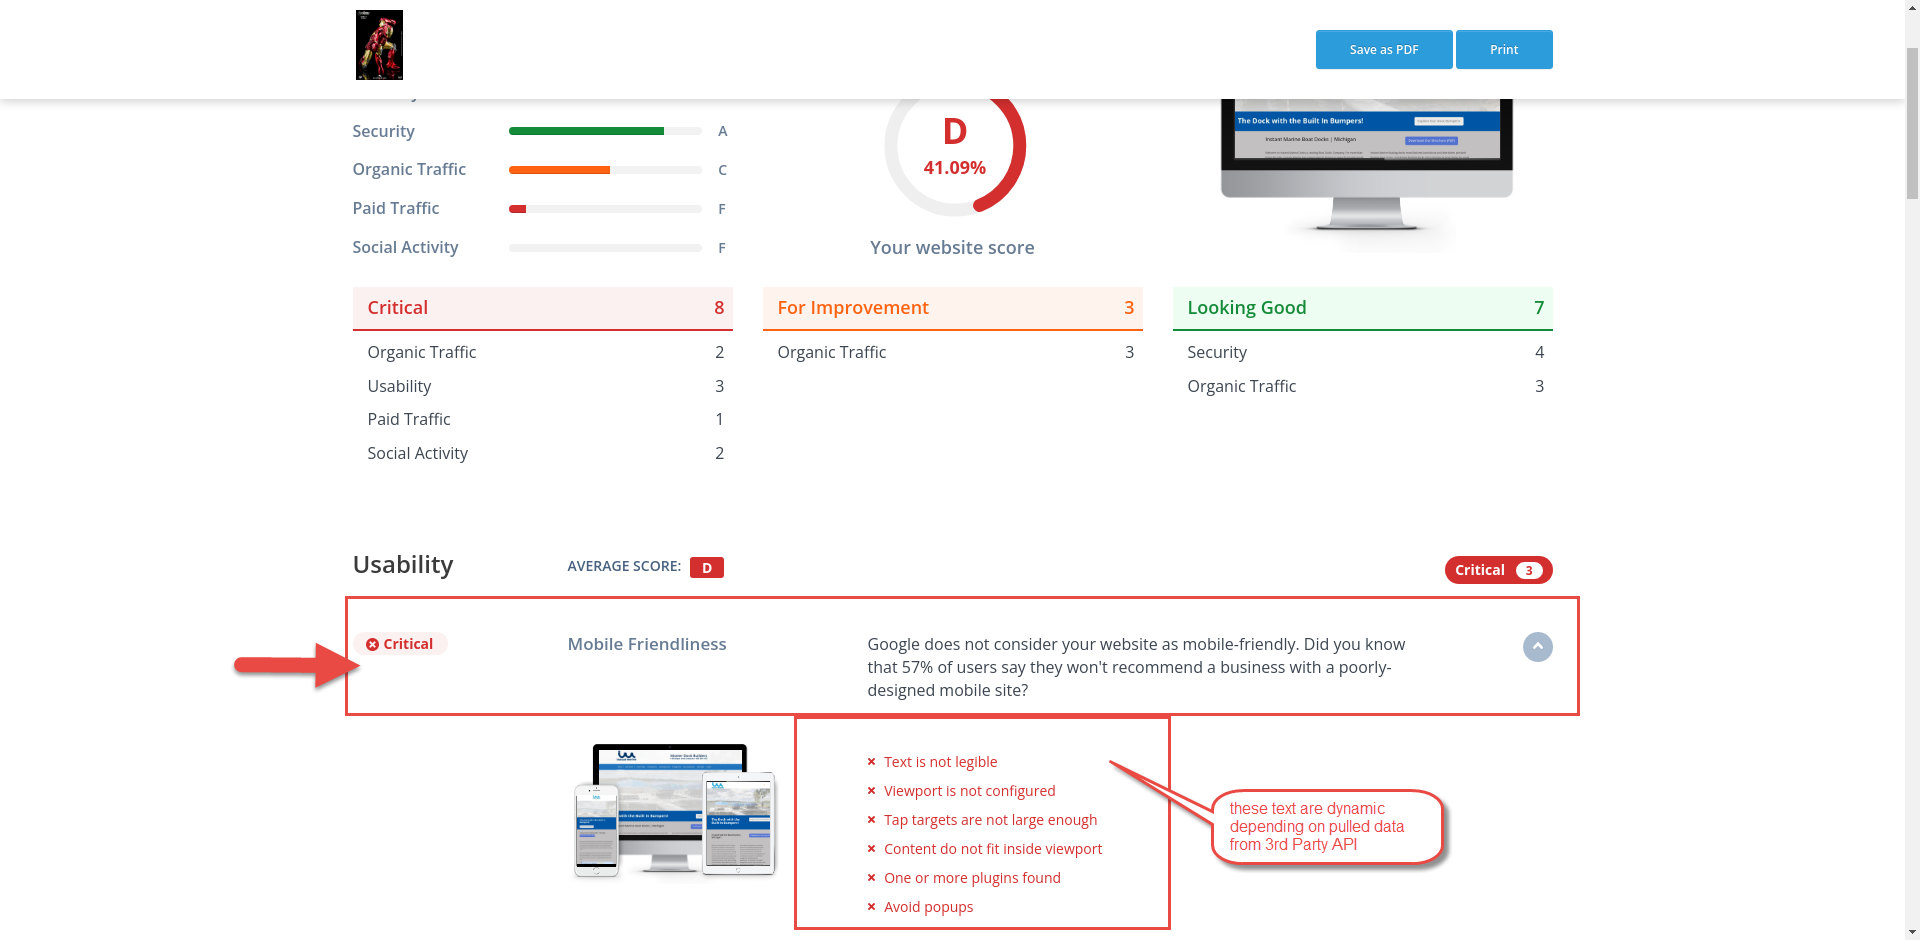 Save as PDF
Print
Security A
Organic Traffic C
Paid Traffic F
Social Activity F
D
41.09%
Your website score
The Dock with the Built In Bumpers!
Instant Marine Boat Docks | Michigan
Critical 8
Organic Traffic 2
Usability 3
Paid Traffic 1
Social Activity 2
For Improvement 3
Organic Traffic 3
Looking Good 7
Security 4
Organic Traffic 3
Usability
AVERAGE SCORE: D
Critical 3
Critical
Mobile Friendliness
Google does not consider your website as mobile-friendly. Did you know
that 57% of users say they won't recommend a business with a poorly-
designed mobile site?
Text is not legible
Viewport is not configured
Tap targets are not large enough
Content do not fit inside viewport
One or more plugins found
Avoid popups
these text are dynamic
depending on pulled data
from 3rd Party API